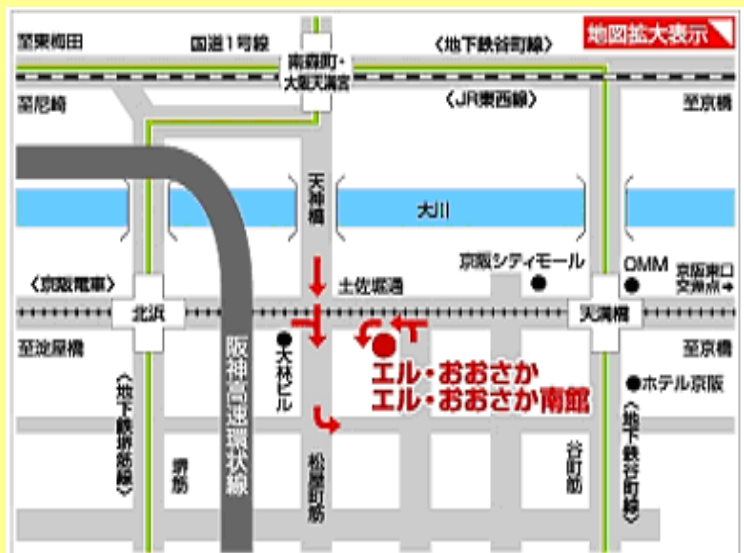 至東梅田
国道1号線
〈地下鉄谷町線〉
地図拡大表示
南森町・
大阪天満宮
至尼崎
〈JR東西線〉
至京橋
天神橋
大川
京阪シティモール
OMM
京阪東口
交差点→
〈京阪電車〉
土佐堀通
北浜
天満橋
至淀屋橋
大林ビル
至京橋
エル・おおさか
エル・おおさか南館
ホテル京阪
〈地下鉄堺筋線〉
堺筋
阪神高速環状線
松屋町筋
谷町筋
〈地下鉄谷町線〉